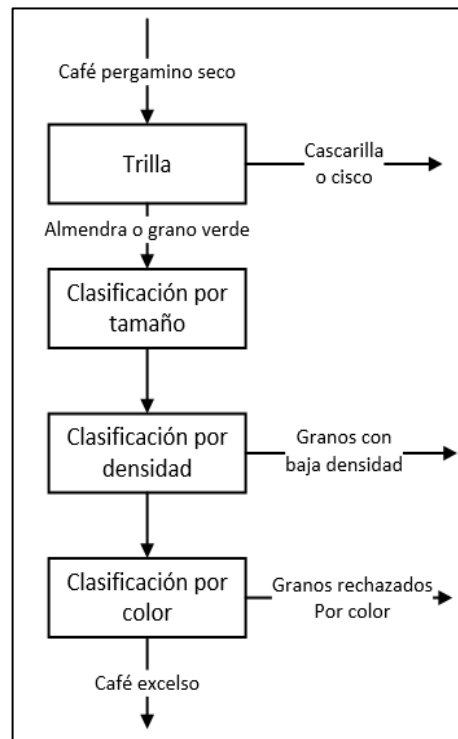 Café pergamino seco
Trilla
Cascarilla
o cisco
Almendra o grano verde
Clasificación por
tamaño
Clasificación por
densidad
Granos con
baja densidad
Clasificación por
color
Granos rechazados
Por color
Café excelso